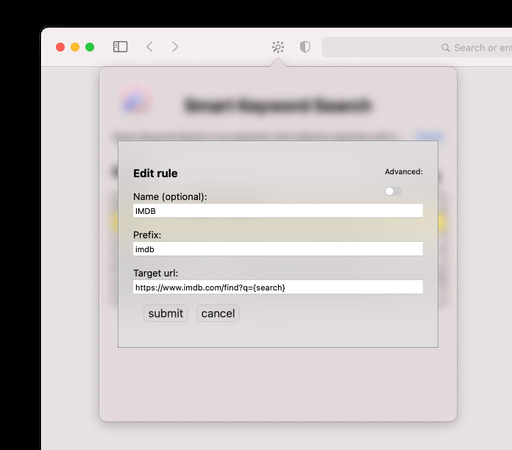 Search or ent
Smart Keyword Search
Edit rule
Advanced:
Name (optional):
IMDB
Prefix:
imdb
Target url:
https://www.imdb.com/find?q={search}
submit
cancel